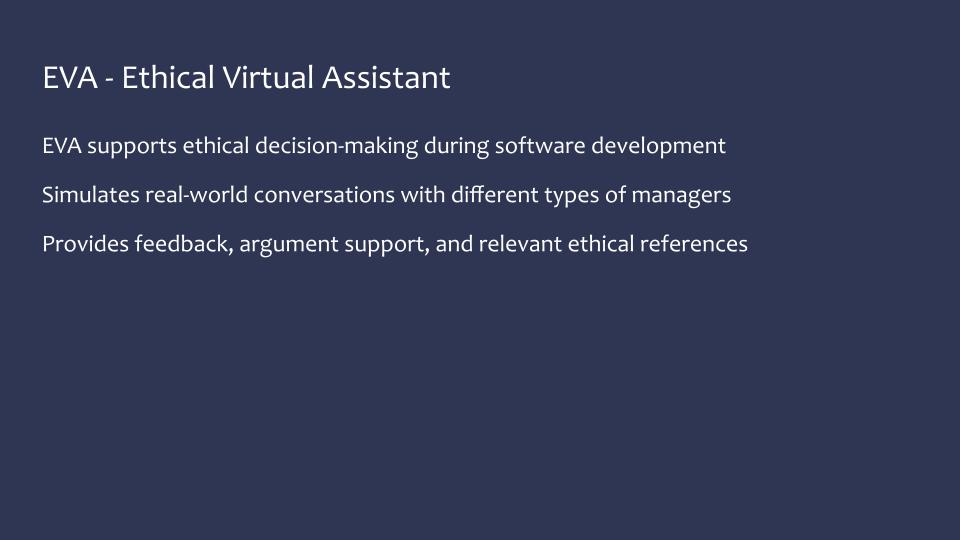 EVA - Ethical Virtual Assistant
EVA supports ethical decision-making during software development
Simulates real-world conversations with different types of managers
Provides feedback, argument support, and relevant ethical references